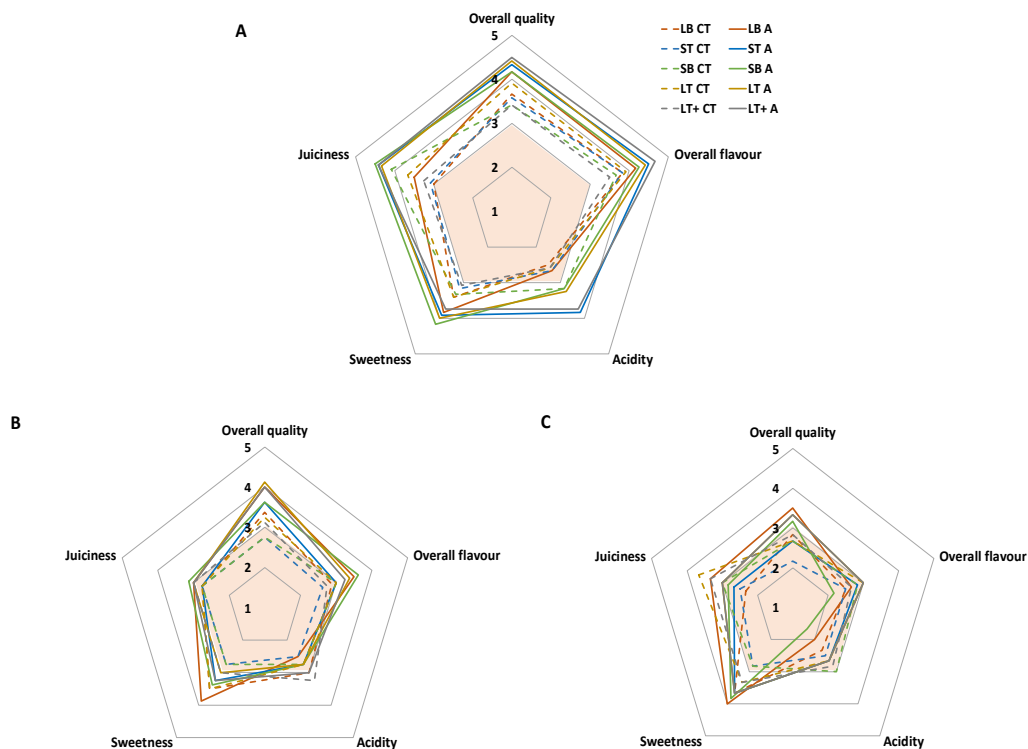 A
Overall quality
5
4
3
2
1
Overall flavour
Acidity
Sweetness
Juiciness
LB CT LB A
ST CT ST A
SB CT SB A
LT CT LT A
LT+ CT LT+ A
B
Overall quality
5
4
3
2
1
Overall flavour
Acidity
Sweetness
Juiciness
C
Overall quality
5
4
3
2
1
Overall flavour
Acidity
Sweetness
Juiciness